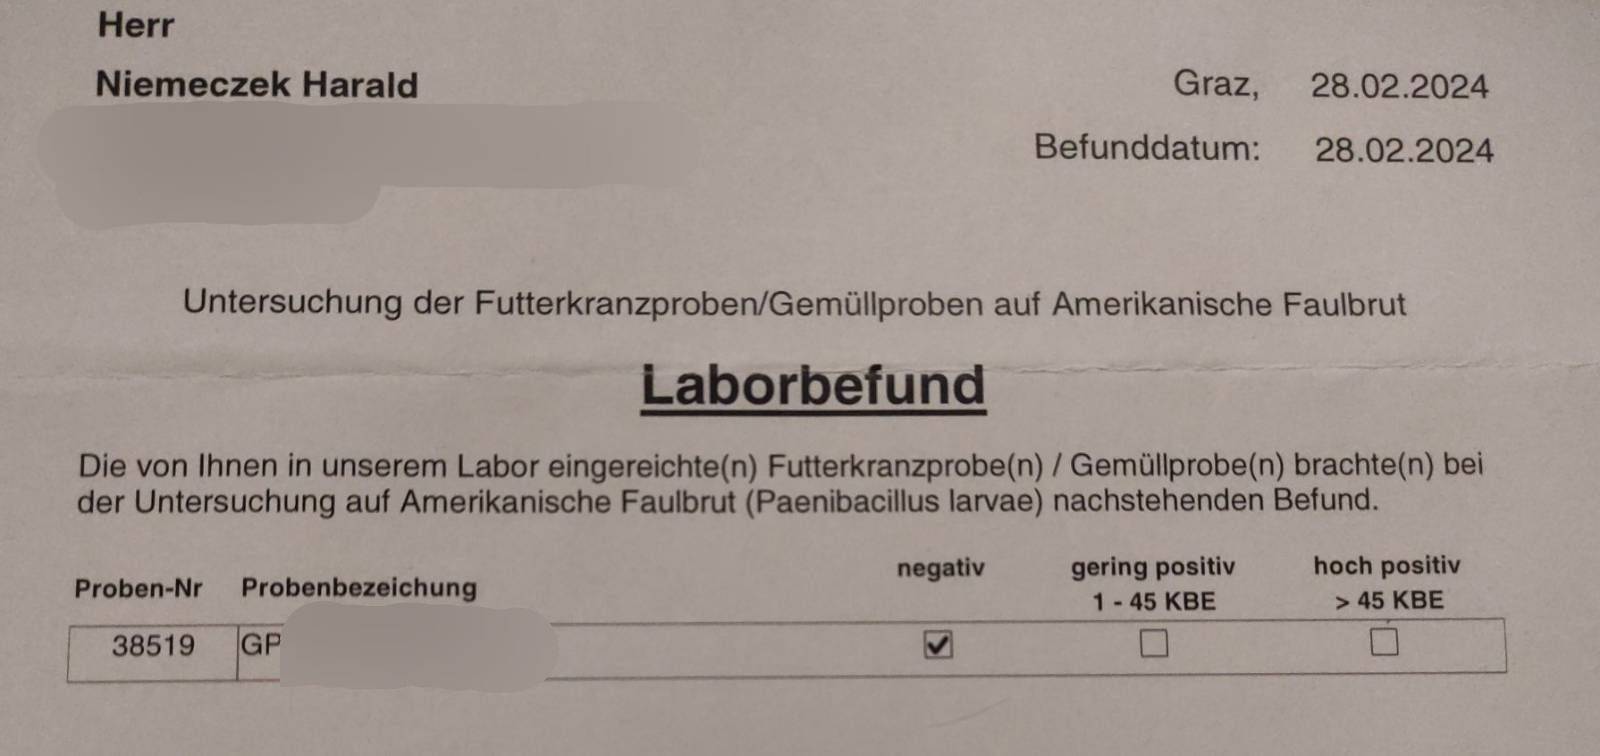 Herr
Niemeczek Harald
Graz, 28.02.2024
Befunddatum: 28.02.2024
Untersuchung der Futterkranzproben/Gemüllproben auf Amerikanische Faulbrut
Laborbefund
Die von Ihnen in unserem Labor eingereichte(n) Futterkranzprobe(n) / Gemüllprobe(n) brachte(n) bei
der Untersuchung auf Amerikanische Faulbrut (Paenibacillus larvae) nachstehenden Befund.
Proben-Nr Probenbezeichung negativ gering positiv hoch positiv
1 - 45 KBE > 45 KBE
38519 GP